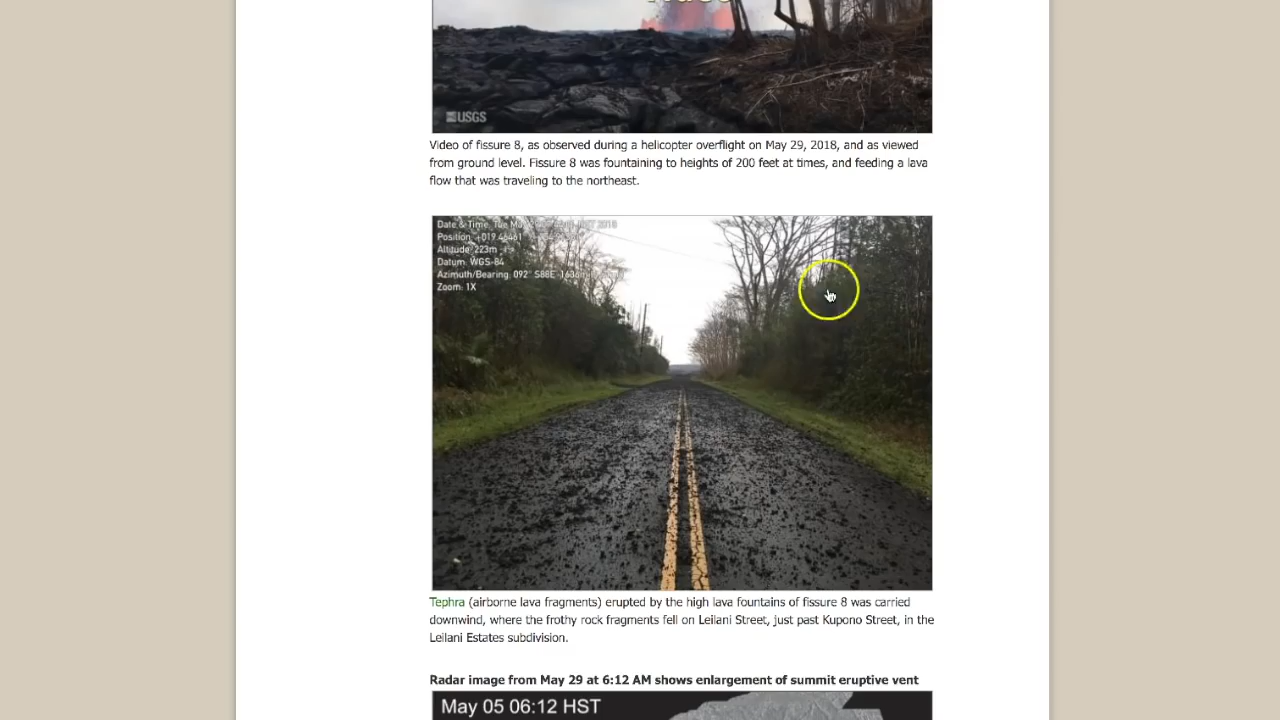 USGS
Video of fissure 8, as observed during a helicopter overflight on May 29, 2018, and as viewed
from ground level. Fissure 8 was fountaining to heights of 200 feet at times, and feeding a lava
flow that was traveling to the northeast.
Date & Time: Tue May 2018
Position: +019.46461
Altitude: 223m
Datum: WGS-84
Azimuth/Bearing: 092° S88E
Zoom: 1X
Tephra (airborne lava fragments) erupted by the high lava fountains of fissure 8 was carried
downwind, where the frothy rock fragments fell on Leilani Street, just past Kupono Street, in the
Leilani Estates subdivision.
Radar image from May 29 at 6:12 AM shows enlargement of summit eruptive vent
May 05 06:12 HST